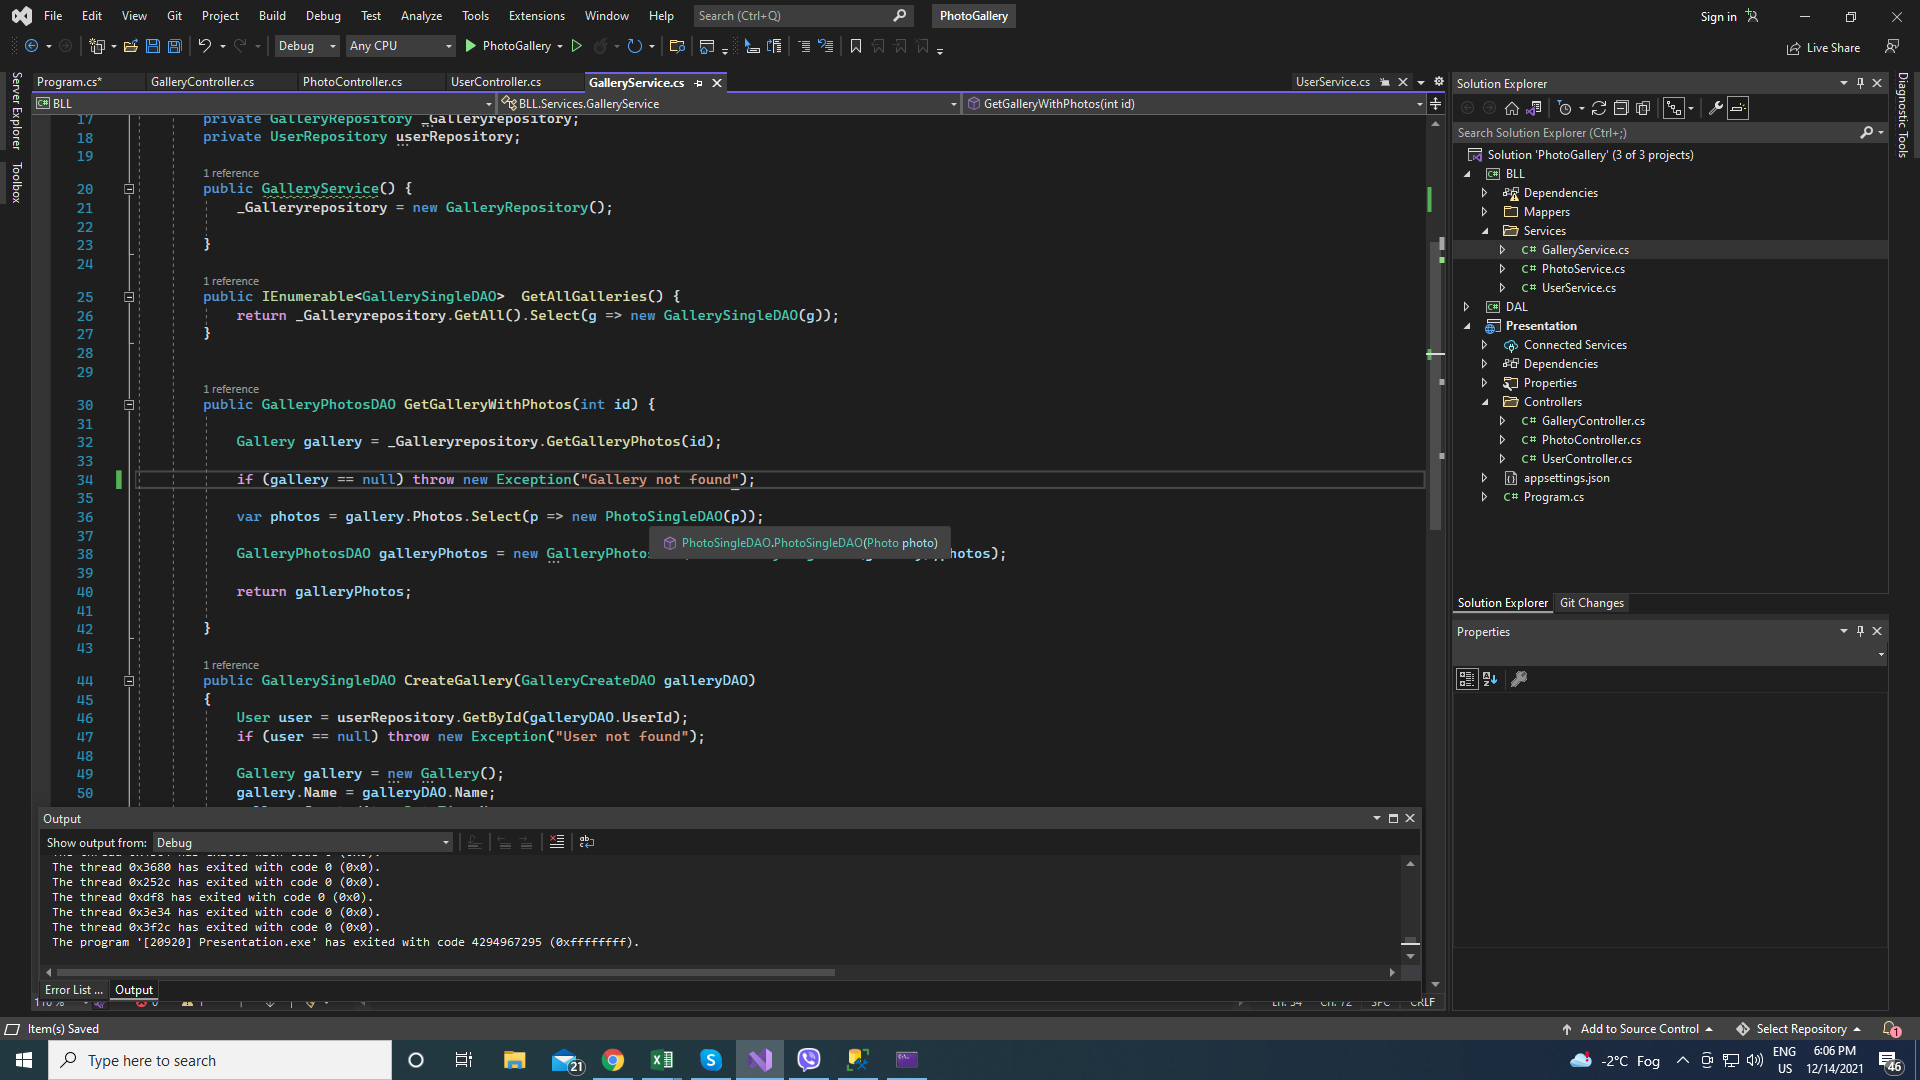 File Edit View Git Project Build Debug Test Analyze Tools Extensions Window Help Search (Ctrl+Q) PhotoGallery Sign in
Debug Any CPU PhotoGallery Live Share
Program.cs* GalleryController.cs PhotoController.cs UserController.cs GalleryService.cs UserService.cs
BLL BLL.Services.GalleryService GetGalleryWithPhotos(int id)
Server Explorer
Toolbox
17 private GalleryRepository _Galleryrepository;
18 private UserRepository userRepository;
19
1 reference
20 public GalleryService() {
21 _Galleryrepository = new GalleryRepository();
22
23 }
24
1 reference
25 public IEnumerable<GallerySingleDAO> GetAllGalleries() {
26 return _Galleryrepository.GetAll().Select(g => new GallerySingleDAO(g));
27 }
28
29
1 reference
30 public GalleryPhotosDAO GetGalleryWithPhotos(int id) {
31
32 Gallery gallery = _Galleryrepository.GetGalleryPhotos(id);
33
34 if (gallery == null) throw new Exception("Gallery not found");
35
36 var photos = gallery.Photos.Select(p => new PhotoSingleDAO(p));
37
PhotoSingleDAO.PhotoSingleDAO(Photo photo)
38 GalleryPhotosDAO galleryPhotos = new GalleryPhotos photos);
39
40 return galleryPhotos;
41
42 }
43
1 reference
44 public GallerySingleDAO CreateGallery(GalleryCreateDAO galleryDAO)
45 {
46 User user = userRepository.GetById(galleryDAO.UserId);
47 if (user == null) throw new Exception("User not found");
48
49 Gallery gallery = new Gallery();
50 gallery.Name = galleryDAO.Name;
Output
Show output from: Debug
The thread 0x3680 has exited with code 0 (0x0).
The thread 0x252c has exited with code 0 (0x0).
The thread 0xdf8 has exited with code 0 (0x0).
The thread 0x3e34 has exited with code 0 (0x0).
The thread 0x3f2c has exited with code 0 (0x0).
The program '[20920] Presentation.exe' has exited with code 4294967295 (0xffffffff).
Error List ... Output
110 % 0 1 Ln: 34 Ch: 72 SPC CRLF
Solution Explorer
Search Solution Explorer (Ctrl+;)
Solution 'PhotoGallery' (3 of 3 projects)
BLL
Dependencies
Mappers
Services
C# GalleryService.cs
C# PhotoService.cs
C# UserService.cs
DAL
Presentation
Connected Services
Dependencies
Properties
Controllers
C# GalleryController.cs
C# PhotoController.cs
C# UserController.cs
appsettings.json
C# Program.cs
Solution Explorer Git Changes
Properties
Diagnostic Tools
Item(s) Saved Add to Source Control Select Repository 1
Type here to search 21 -2°C Fog ENG US 6:06 PM 12/14/2021 46